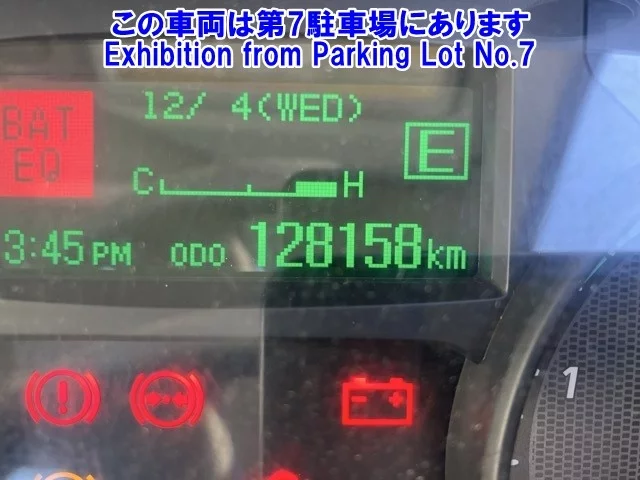 この車両は第7駐車場にあります
Exhibition from Parking Lot No.7
BAT
EQ
12/ 4(WED)
E
C H
3:45 PM ODO 128158km
1